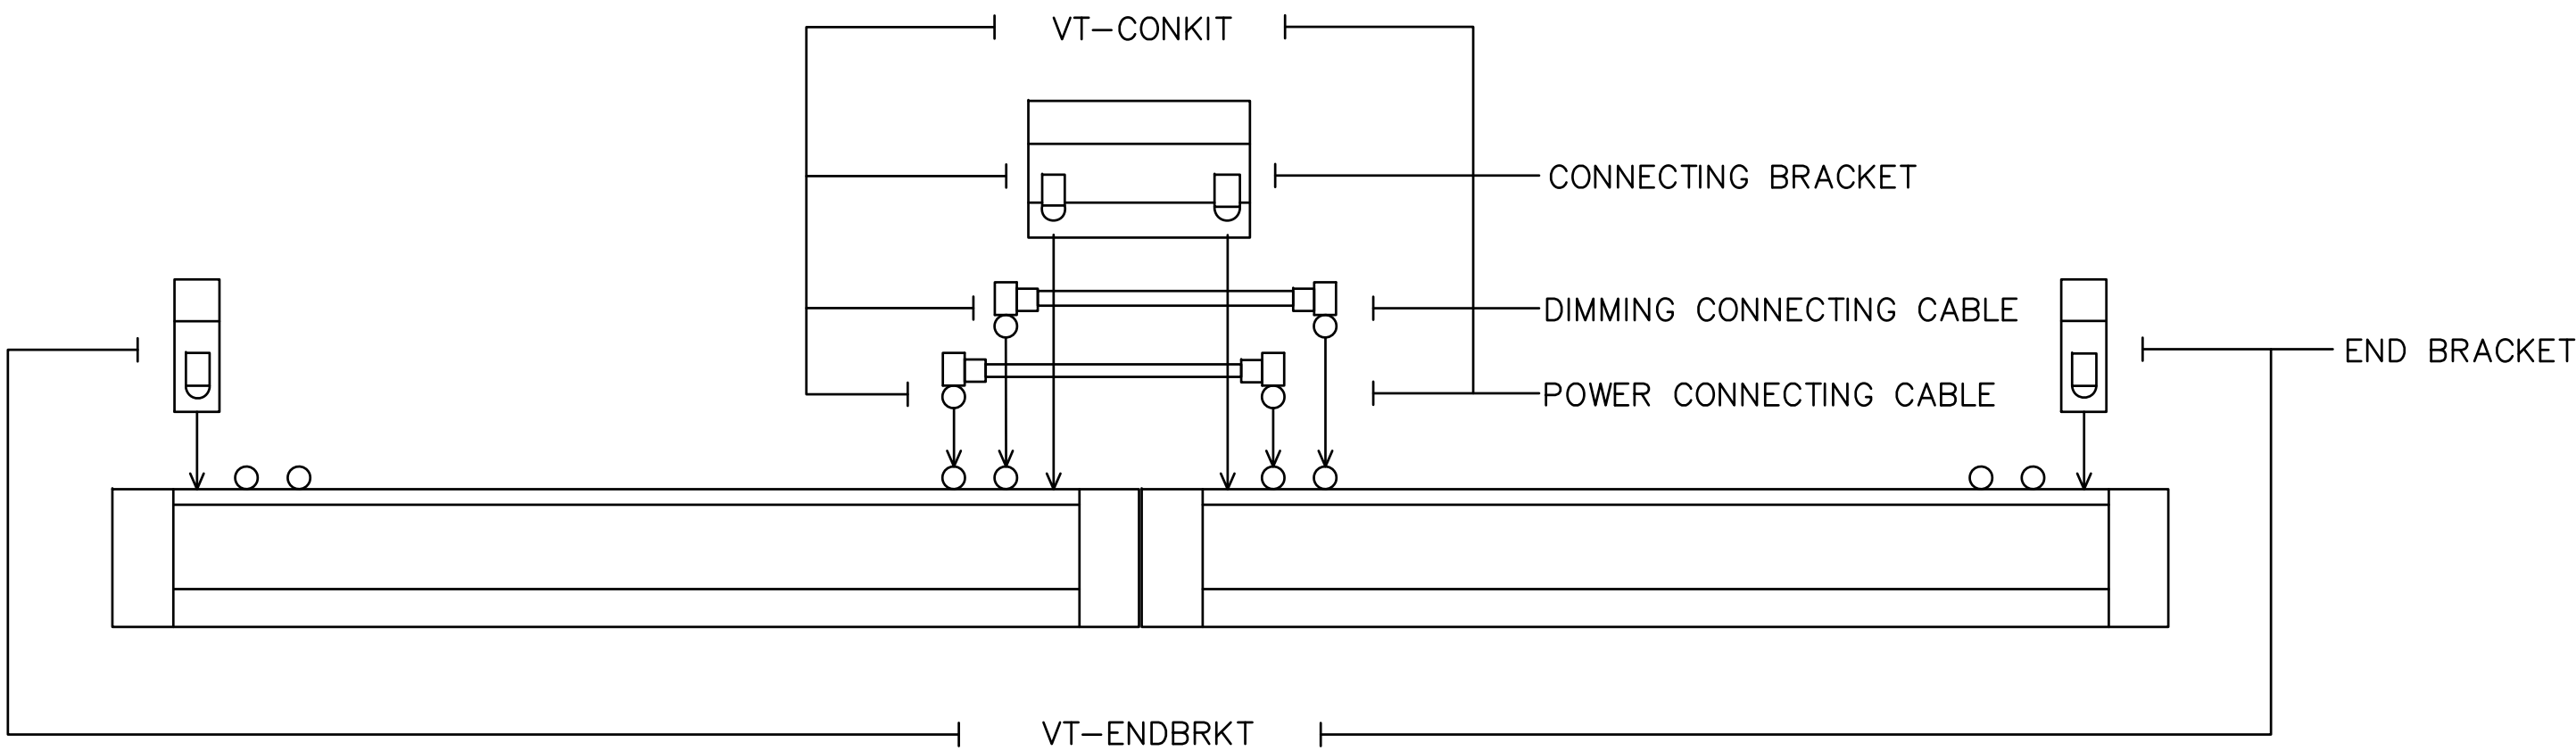 VT-CONKIT
CONNECTING BRACKET
DIMMING CONNECTING CABLE
END BRACKET
POWER CONNECTING CABLE
VT-ENDBRKT